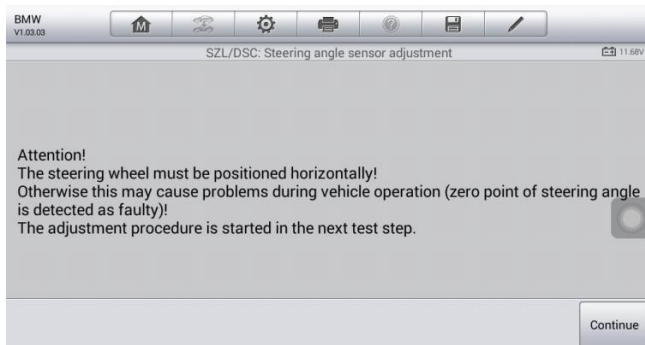 BMW
V1.03.03
M
SZL/DSC: Steering angle sensor adjustment
11.68V
Attention!
The steering wheel must be positioned horizontally!
Otherwise this may cause problems during vehicle operation (zero point of steering angle
is detected as faulty)!
The adjustment procedure is started in the next test step.
Continue